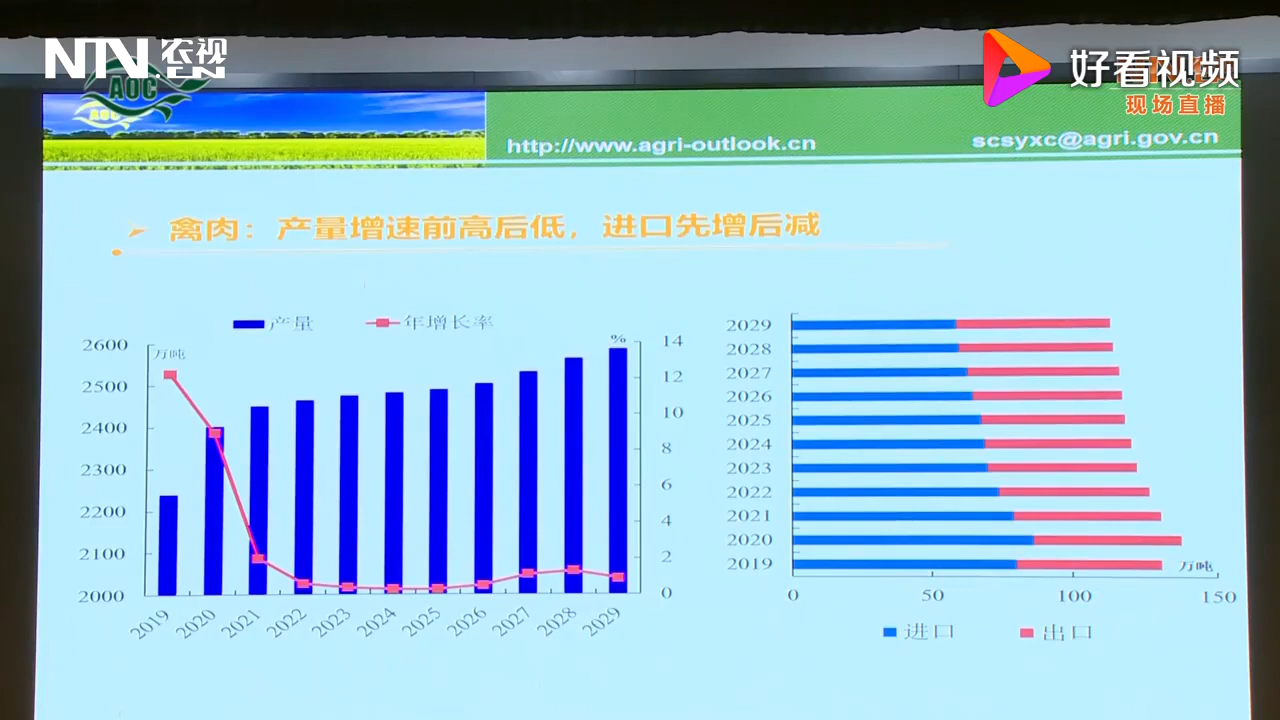 NTV.农视
.CN
AOC
AOC
好看视频
现场直播
http://www.agri-outlook.cn
scsyxc@agri.gov.cn
➢ 禽肉：产量增速前高后低，进口先增后减
产量 年增长率
万吨
%
2600
2500
2400
2300
2200
2100
2000
14
12
10
8
6
4
2
0
2019 2020 2021 2022 2023 2024 2025 2026 2027 2028 2029
2029
2028
2027
2026
2025
2024
2023
2022
2021
2020
2019
万吨
0 50 100 150
进口 出口